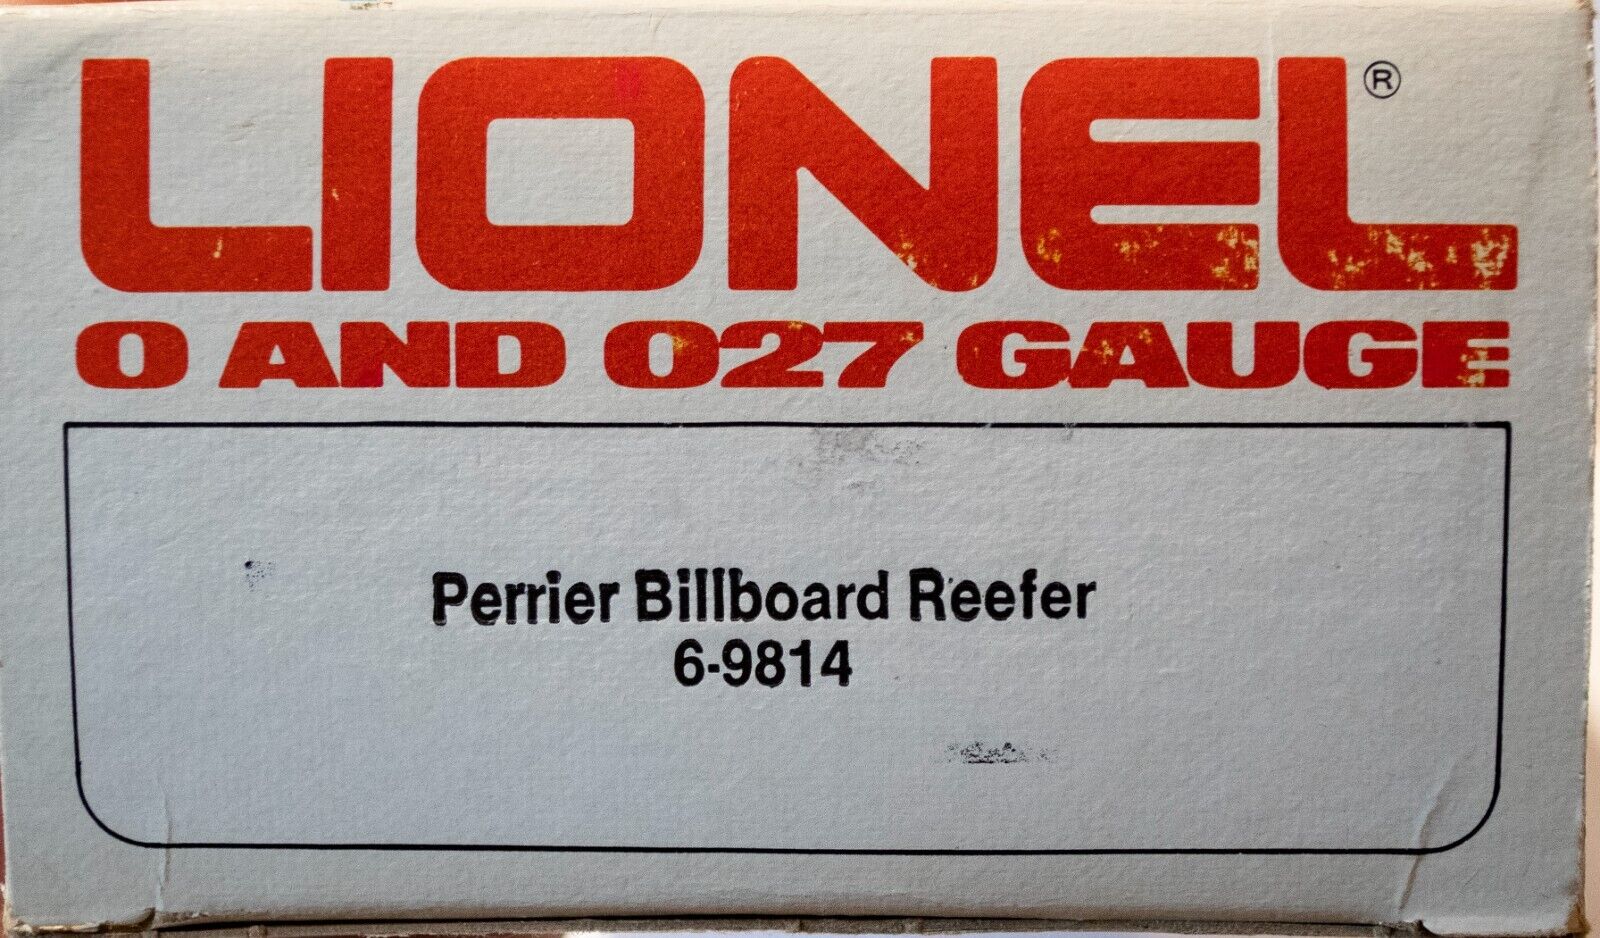 LIONEL®
O AND O27 GAUGE
Perrier Billboard Reefer
6-9814